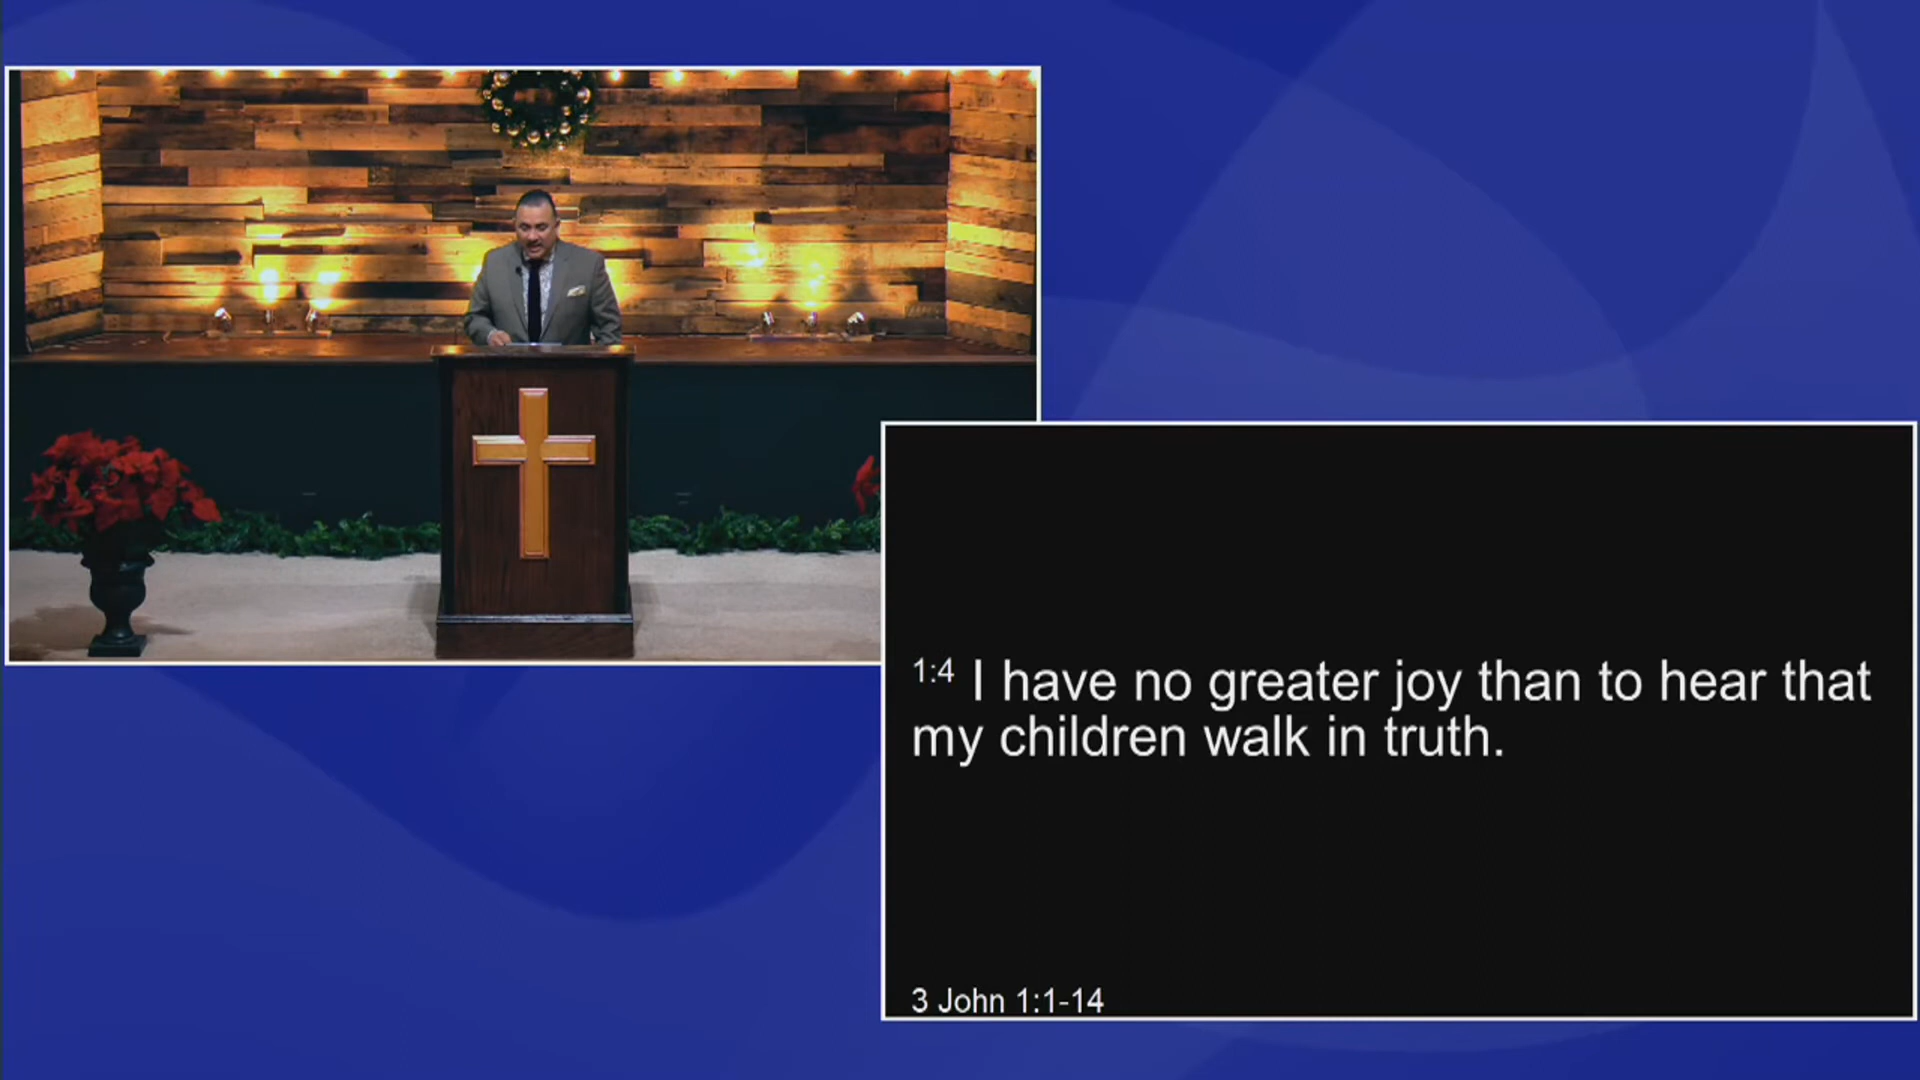 1:4 I have no greater joy than to hear that
my children walk in truth.
3 John 1:1-14